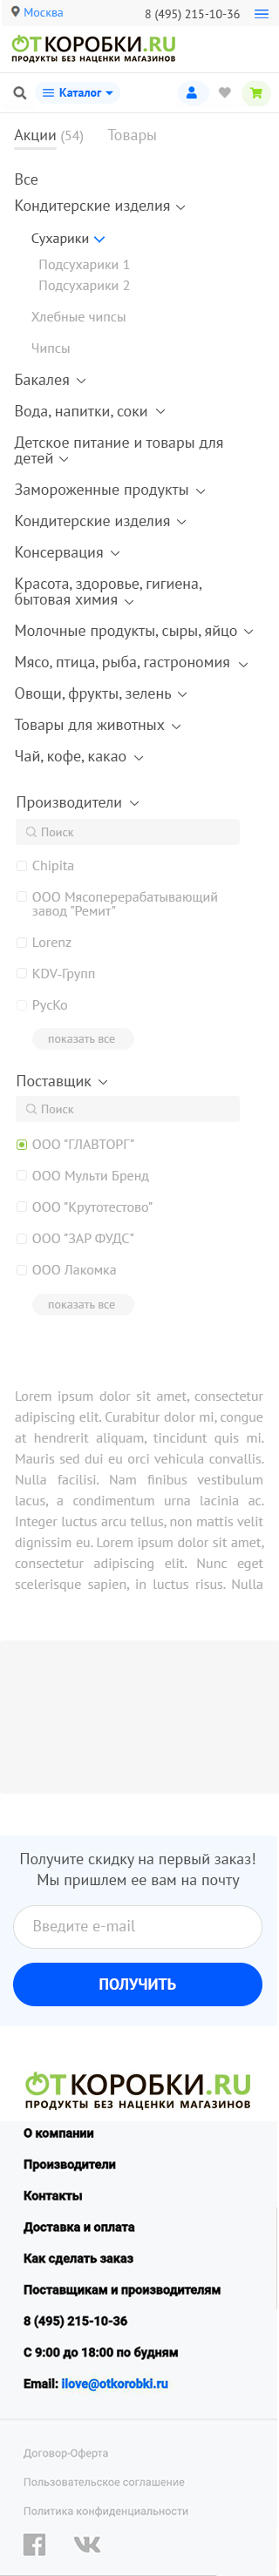 Москва 8 (495) 215-10-36
ОТКОРОБКИ.RU
ПРОДУКТЫ БЕЗ НАЦЕНКИ МАГАЗИНОВ
Каталог
Акции (54) Товары
Все
Кондитерские изделия
Сухарики
Подсухарики 1
Подсухарики 2
Хлебные чипсы
Чипсы
Бакалея
Вода, напитки, соки
Детское питание и товары для
детей
Замороженные продукты
Кондитерские изделия
Консервация
Красота, здоровье, гигиена,
бытовая химия
Молочные продукты, сыры, яйцо
Мясо, птица, рыба, гастрономия
Овощи, фрукты, зелень
Товары для животных
Чай, кофе, какао
Производители
Поиск
Chipita
ООО Мясоперерабатывающий
завод "Ремит"
Lorenz
KDV-Групп
РусКо
показать все
Поставщик
Поиск
ООО "ГЛАВТОРГ"
ООО Мульти Бренд
ООО "Крутотестово"
ООО "ЗАР ФУДС"
ООО Лакомка
показать все
Lorem ipsum dolor sit amet, consectetur
adipiscing elit. Curabitur dolor mi, congue
at hendrerit aliquam, tincidunt quis mi.
Mauris sed dui eu orci vehicula convallis.
Nulla facilisi. Nam finibus vestibulum
lacus, a condimentum urna lacinia ac.
Integer luctus arcu tellus, non mattis velit
dignissim eu. Lorem ipsum dolor sit amet,
consectetur adipiscing elit. Nunc eget
scelerisque sapien, in luctus risus. Nulla
Получите скидку на первый заказ!
Мы пришлем ее вам на почту
Введите e-mail
ПОЛУЧИТЬ
ОТКОРОБКИ.RU
ПРОДУКТЫ БЕЗ НАЦЕНКИ МАГАЗИНОВ
О компании
Производители
Контакты
Доставка и оплата
Как сделать заказ
Поставщикам и производителям
8 (495) 215-10-36
С 9:00 до 18:00 по будням
Email: ilove@otkorobki.ru
Договор-Оферта
Пользовательское соглашение
Политика конфиденциальности